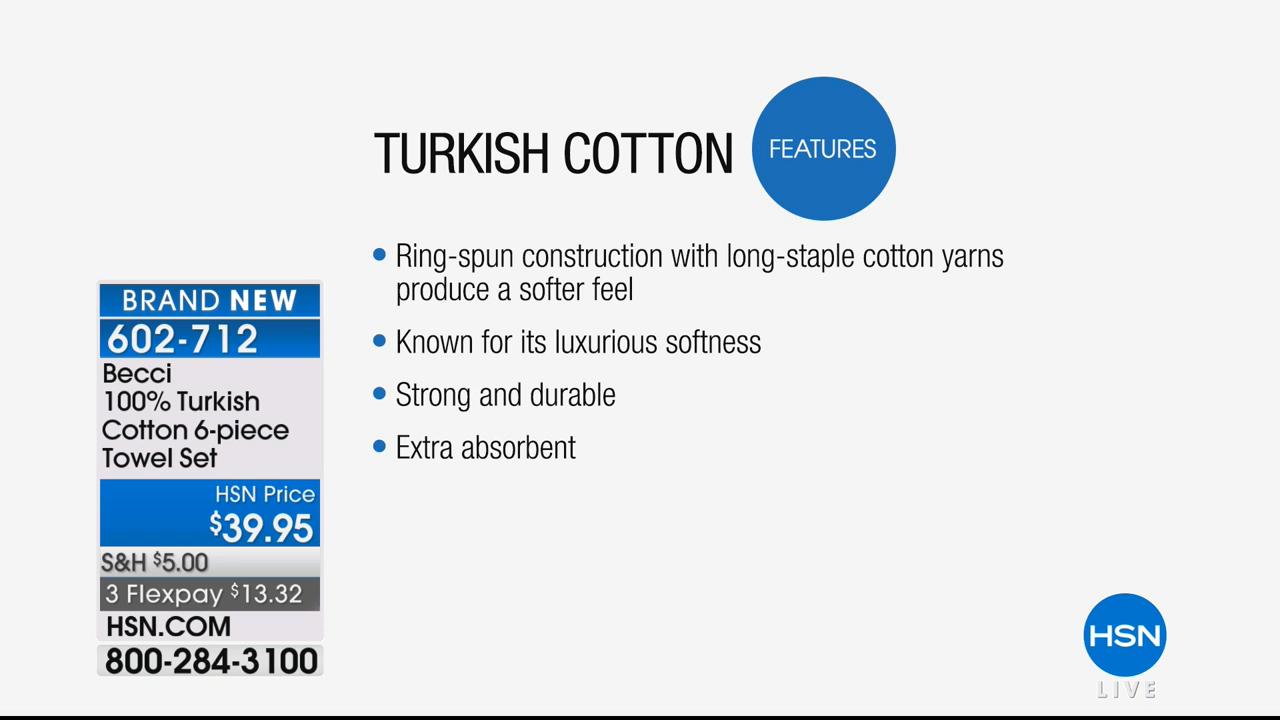 TURKISH COTTON
FEATURES
• Ring-spun construction with long-staple cotton yarns
produce a softer feel
• Known for its luxurious softness
• Strong and durable
• Extra absorbent
BRAND NEW
602-712
Becci
100% Turkish
Cotton 6-piece
Towel Set
HSN Price
$39.95
S&H $5.00
3 Flexpay $13.32
HSN.COM
800-284-3100
HSN
LIVE